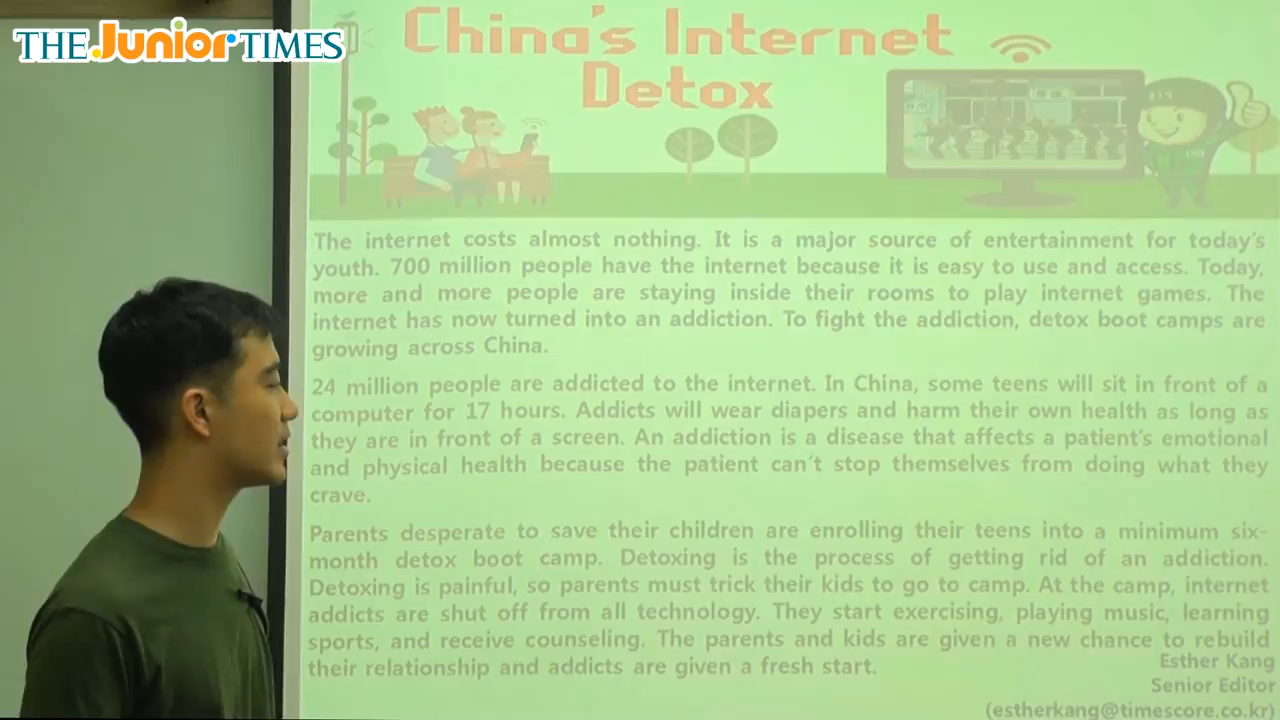 THE Junior TIMES
China's Internet
Detox
The internet costs almost nothing. It is a major source of entertainment for today's
youth. 700 million people have the internet because it is easy to use and access. Today,
more and more people are staying inside their rooms to play internet games. The
internet has now turned into an addiction. To fight the addiction, detox boot camps are
growing across China.
24 million people are addicted to the internet. In China, some teens will sit in front of a
computer for 17 hours. Addicts will wear diapers and harm their own health as long as
they are in front of a screen. An addiction is a disease that affects a patient's emotional
and physical health because the patient can't stop themselves from doing what they
crave.
Parents desperate to save their children are enrolling their teens into a minimum six-
month detox boot camp. Detoxing is the process of getting rid of an addiction.
Detoxing is painful, so parents must trick their kids to go to camp. At the camp, internet
addicts are shut off from all technology. They start exercising, playing music, learning
sports, and receive counseling. The parents and kids are given a new chance to rebuild
their relationship and addicts are given a fresh start.
Esther Kang
Senior Editor
(estherkang@timescore.co.kr)